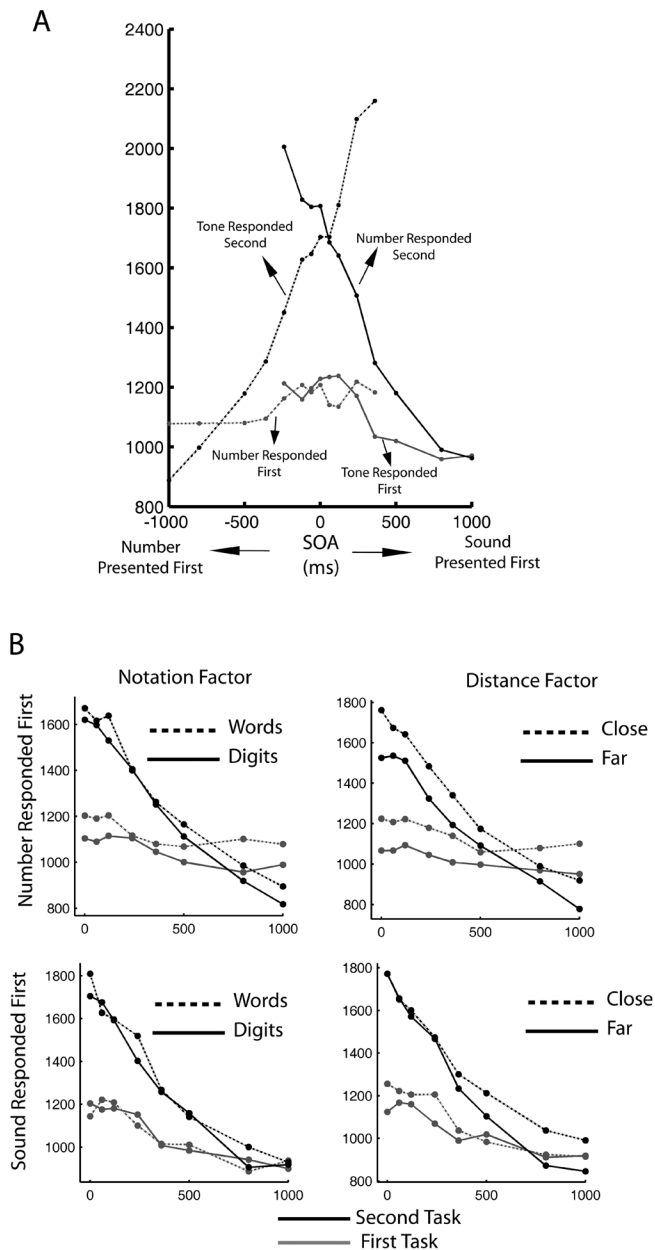 A
2400
2200
2000
1800
1600
1400
1200
1000
800
Tone Responded
Second
Number Responded
Second
Number Responded
First
Tone Responded
First
-1000 -500 0 500 1000
Number
Presented First
SOA
(ms)
Sound
Presented First
B
Notation Factor
Distance Factor
Number Responded First
1600
1400
1200
1000
800
Words
Digits
0 500 1000
1800
1600
1400
1200
1000
800
Close
Far
0 500 1000
Sound Responded First
1800
1600
1400
1200
1000
Words
Digits
0 500 1000
1800
1600
1400
1200
1000
800
Close
Far
0 500 1000
Second Task
First Task